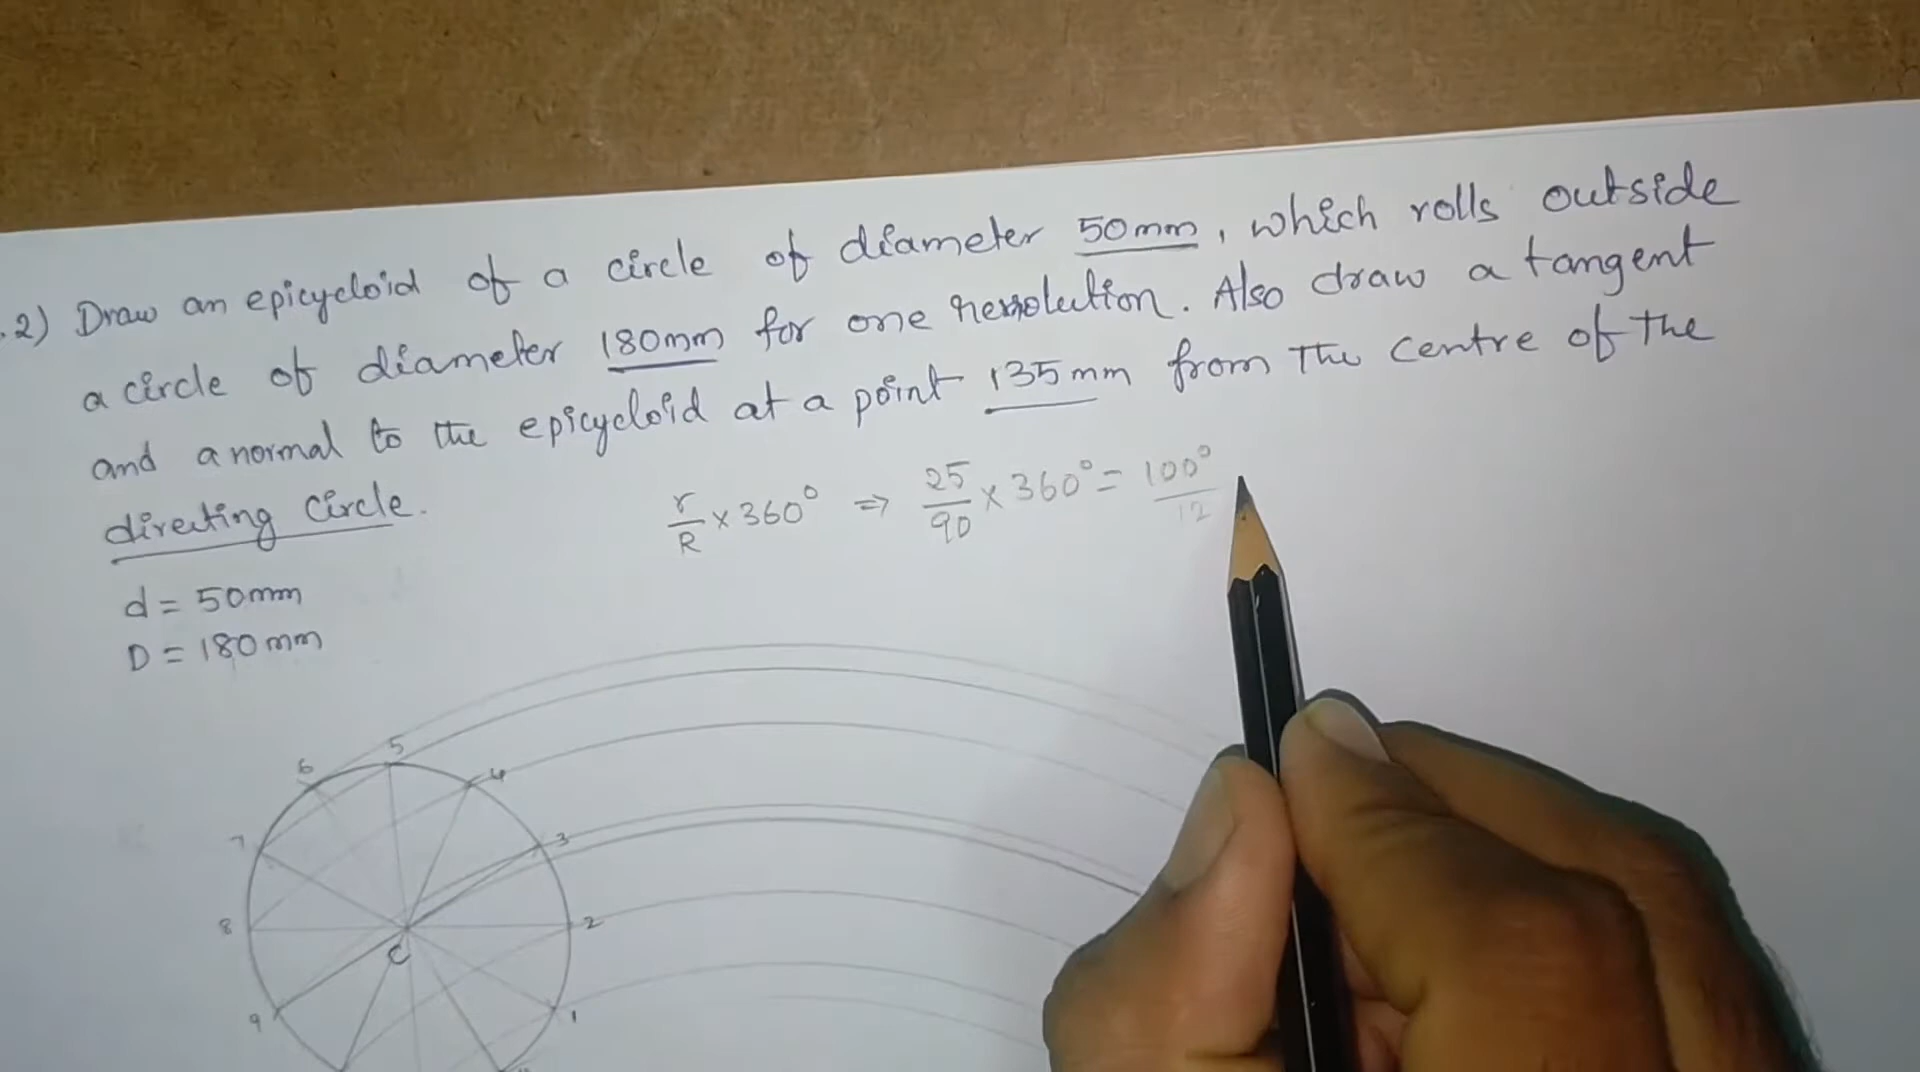 .2) Draw an epicycloid of a circle of diameter 50mm, which rolls outside
a circle of diameter 180mm for one revolution. Also draw a tangent
and a normal to the epicycloid at a point 135mm from the centre of the
directing circle.
r/R × 360° ⇒ 25/90 × 360° = 100°/12
d = 50mm
D = 180mm
5
6
4
7
3
8
2
C
9
1